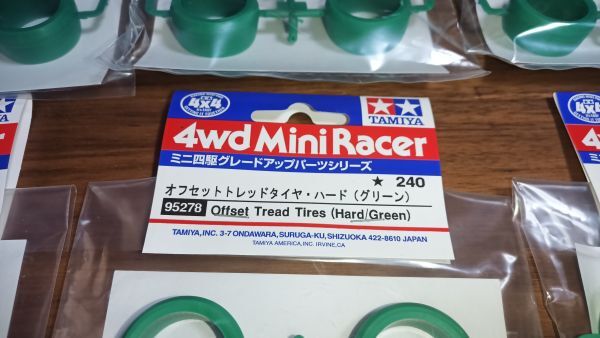 4x4
TAMIYA
4wd Mini Racer
ミニ四駆グレードアップパーツシリーズ
★ 240
オフセットトレッドタイヤ・ハード（グリーン）
95278 Offset Tread Tires (Hard/Green)
TAMIYA, INC. 3-7 ONDAWARA, SURUGA-KU, SHIZUOKA 422-8610 JAPAN
TAMIYA AMERICA, INC. IRVINE, CA